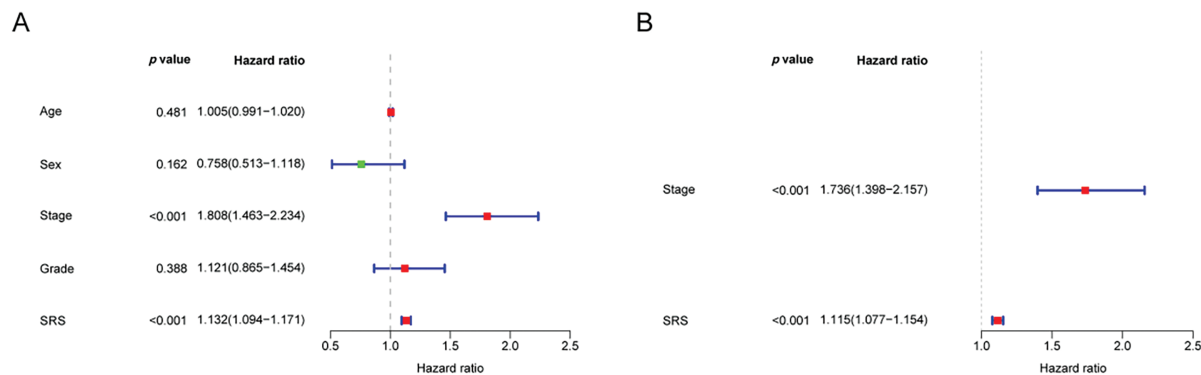 A
p value Hazard ratio
Age 0.481 1.005(0.991−1.020)
Sex 0.162 0.758(0.513−1.118)
Stage <0.001 1.808(1.463−2.234)
Grade 0.388 1.121(0.865−1.454)
SRS <0.001 1.132(1.094−1.171)
0.5 1.0 1.5 2.0 2.5
Hazard ratio
B
p value Hazard ratio
Stage <0.001 1.736(1.398−2.157)
SRS <0.001 1.115(1.077−1.154)
1.0 1.5 2.0 2.5
Hazard ratio